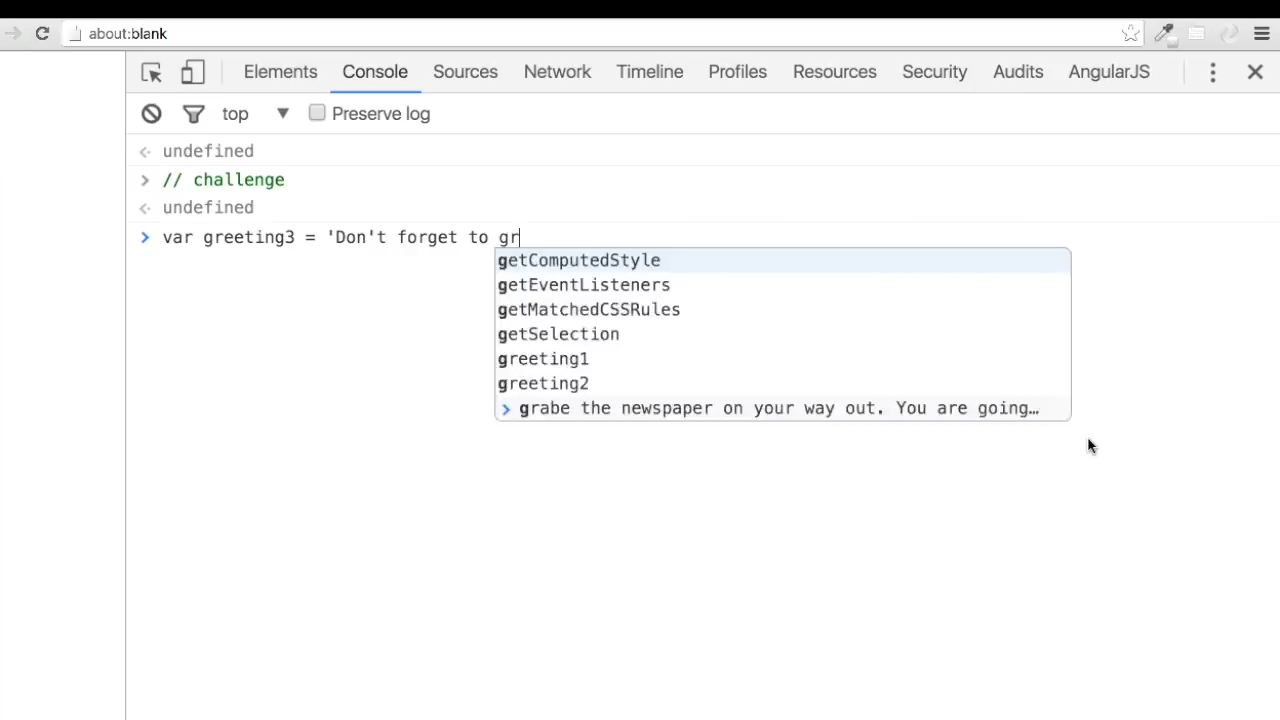 about:blank
Elements Console Sources Network Timeline Profiles Resources Security Audits AngularJS
top Preserve log
undefined
// challenge
undefined
var greeting3 = 'Don't forget to gr
getComputedStyle
getEventListeners
getMatchedCSSRules
getSelection
greeting1
greeting2
grabe the newspaper on your way out. You are going…